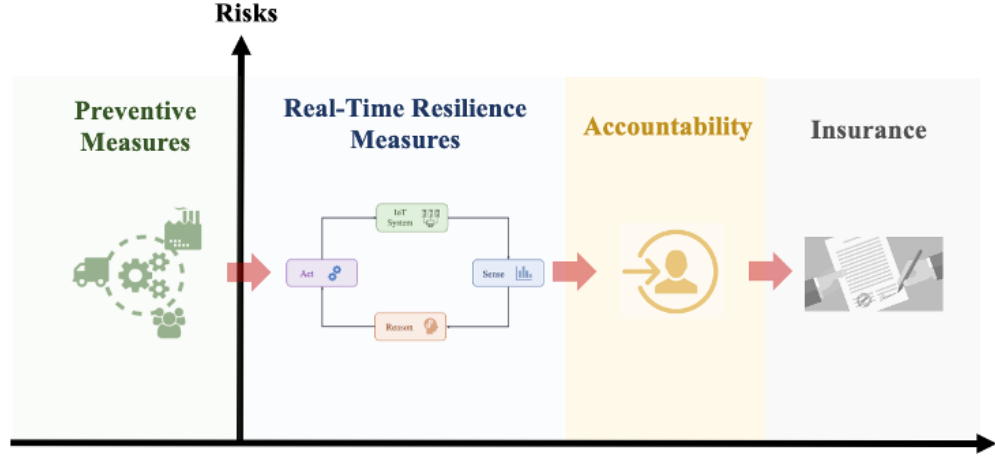 Risks
Preventive
Measures
Real-Time Resilience
Measures
Accountability
Insurance
IoT
System
Act
Sense
Reason